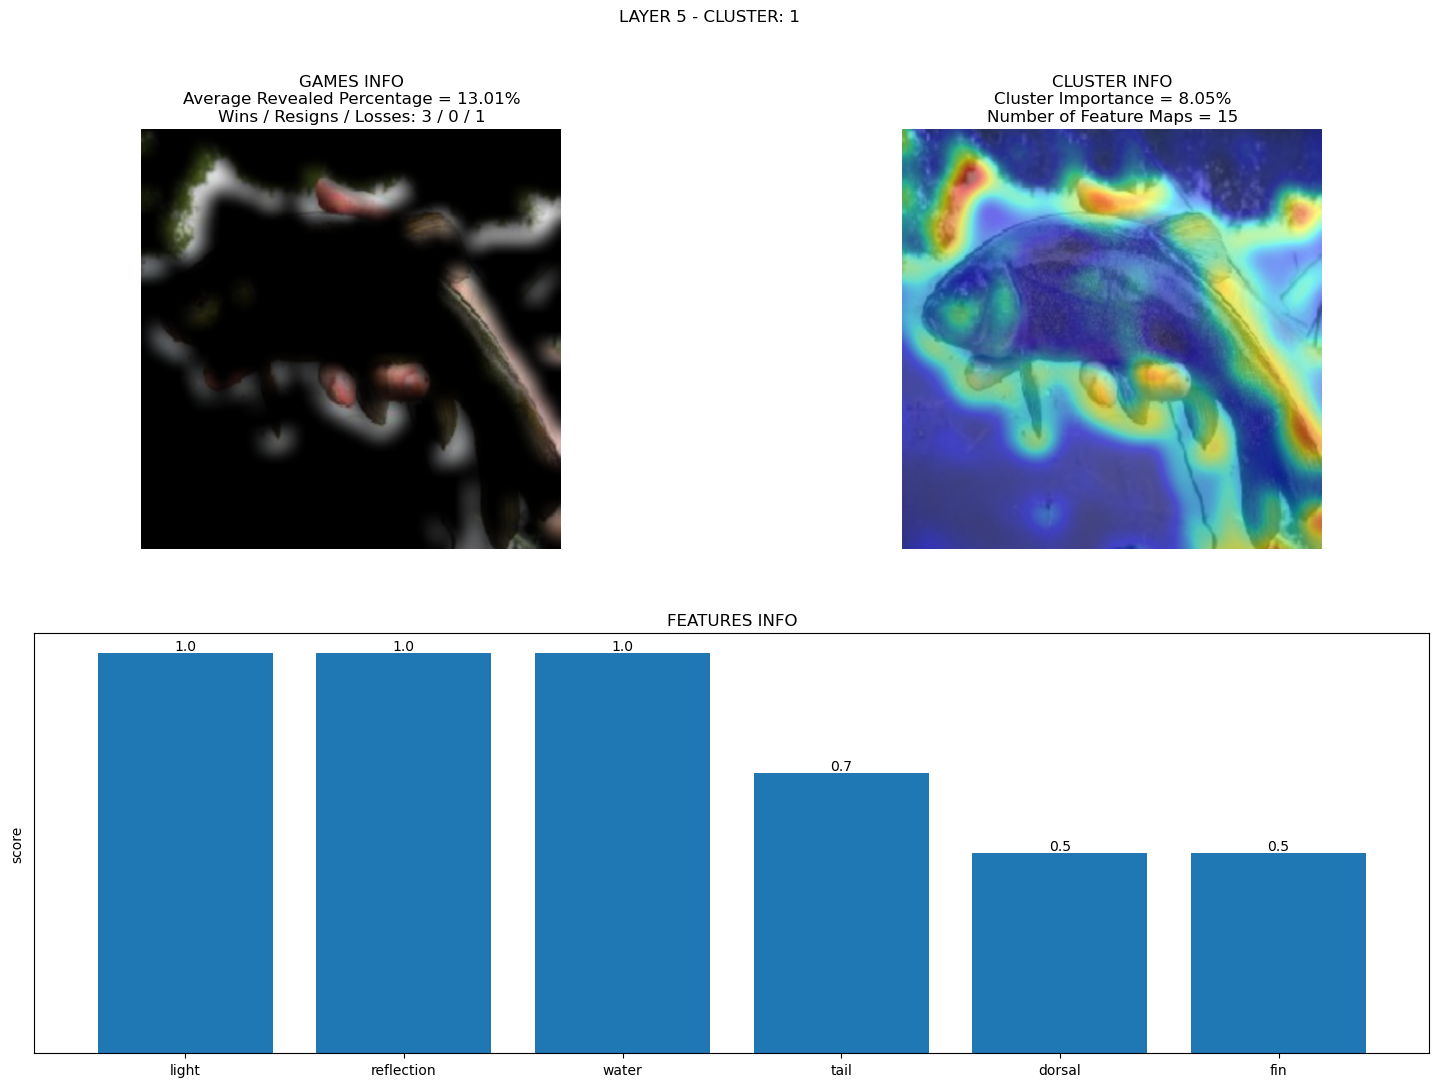 LAYER 5 - CLUSTER: 1
GAMES INFO
Average Revealed Percentage = 13.01%
Wins / Resigns / Losses: 3 / 0 / 1
CLUSTER INFO
Cluster Importance = 8.05%
Number of Feature Maps = 15
FEATURES INFO
1.0 1.0 1.0 0.7 0.5 0.5
score
light reflection water tail dorsal fin